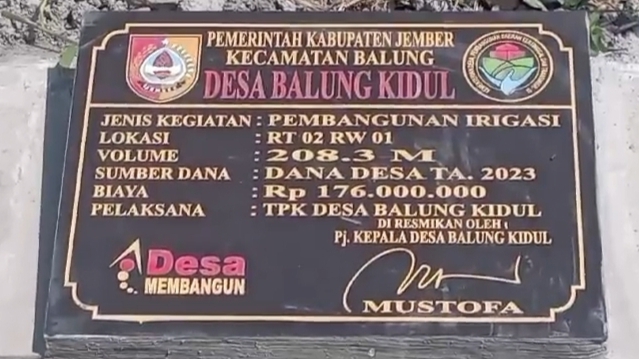 PEMERINTAH KABUPATEN JEMBER
KECAMATAN BALUNG
DESA BALUNG KIDUL
JENIS KEGIATAN : PEMBANGUNAN IRIGASI
LOKASI : RT 02 RW 01
VOLUME : 208.3 M
SUMBER DANA : DANA DESA TA. 2023
BIAYA : Rp 176.000.000
PELAKSANA : TPK DESA BALUNG KIDUL
DI RESMIKAN OLEH :
Pj. KEPALA DESA BALUNG KIDUL
Desa
MEMBANGUN
MUSTOFA